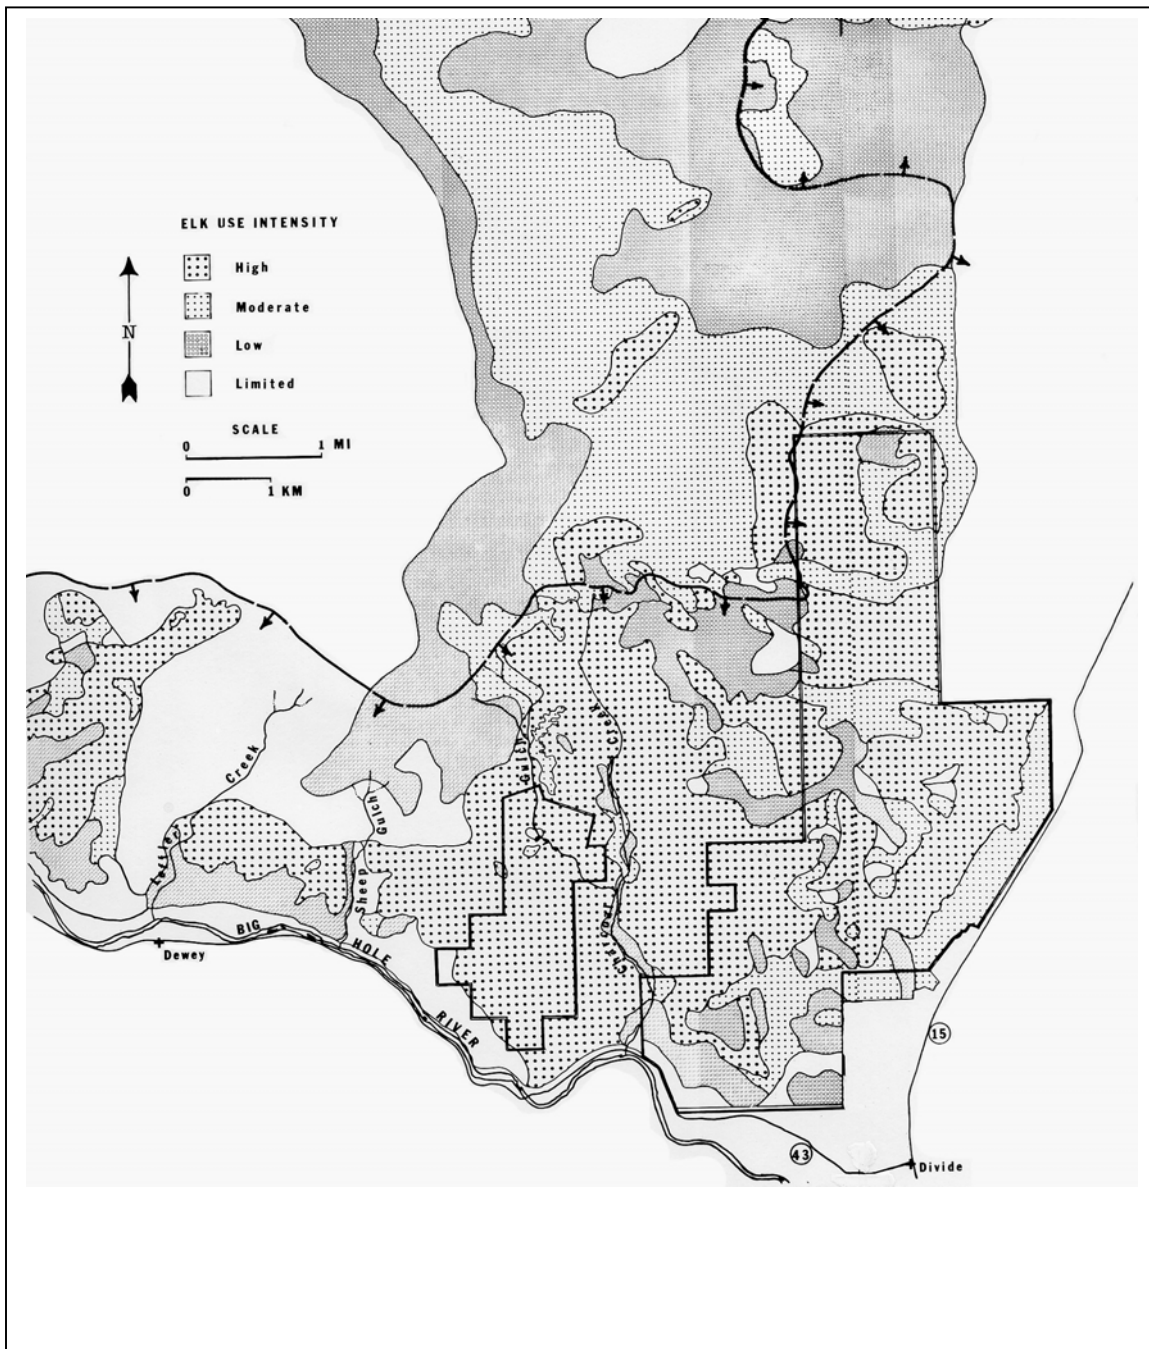 ELK USE INTENSITY
High
Moderate
Low
Limited
N
SCALE
0 1 MI
0 1 KM
Creek
Gulch
Gulch
Creek
Sheep
BIG
HOLE
RIVER
Dewey
15
43
Divide